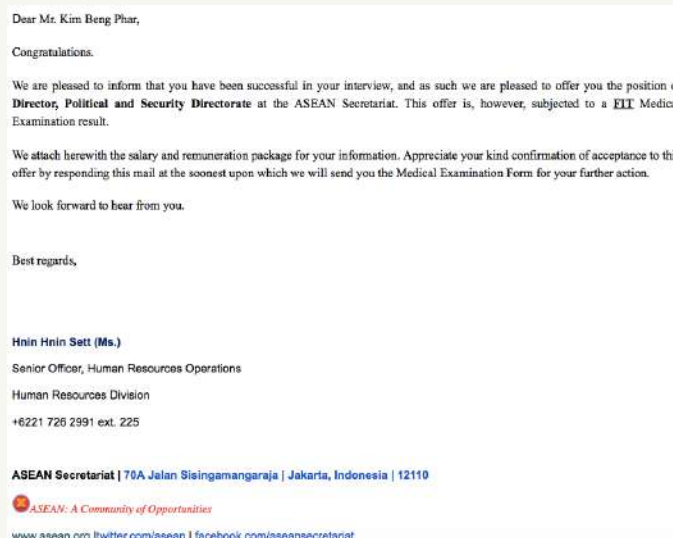 Dear Mr. Kim Beng Phar,
Congratulations.
We are pleased to inform that you have been successful in your interview, and as such we are pleased to offer you the position
Director, Political and Security Directorate at the ASEAN Secretariat. This offer is, however, subjected to a FIT Medic
Examination result.
We attach herewith the salary and remuneration package for your information. Appreciate your kind confirmation of acceptance to thi
offer by responding this mail at the soonest upon which we will send you the Medical Examination Form for your further action.
We look forward to hear from you.
Best regards,
Hnin Hnin Sett (Ms.)
Senior Officer, Human Resources Operations
Human Resources Division
+6221 726 2991 ext. 225
ASEAN Secretariat | 70A Jalan Sisingamangaraja | Jakarta, Indonesia | 12110
ASEAN: A Community of Opportunities
www.asean.org |twitter.com/asean | facebook.com/aseansecretariat